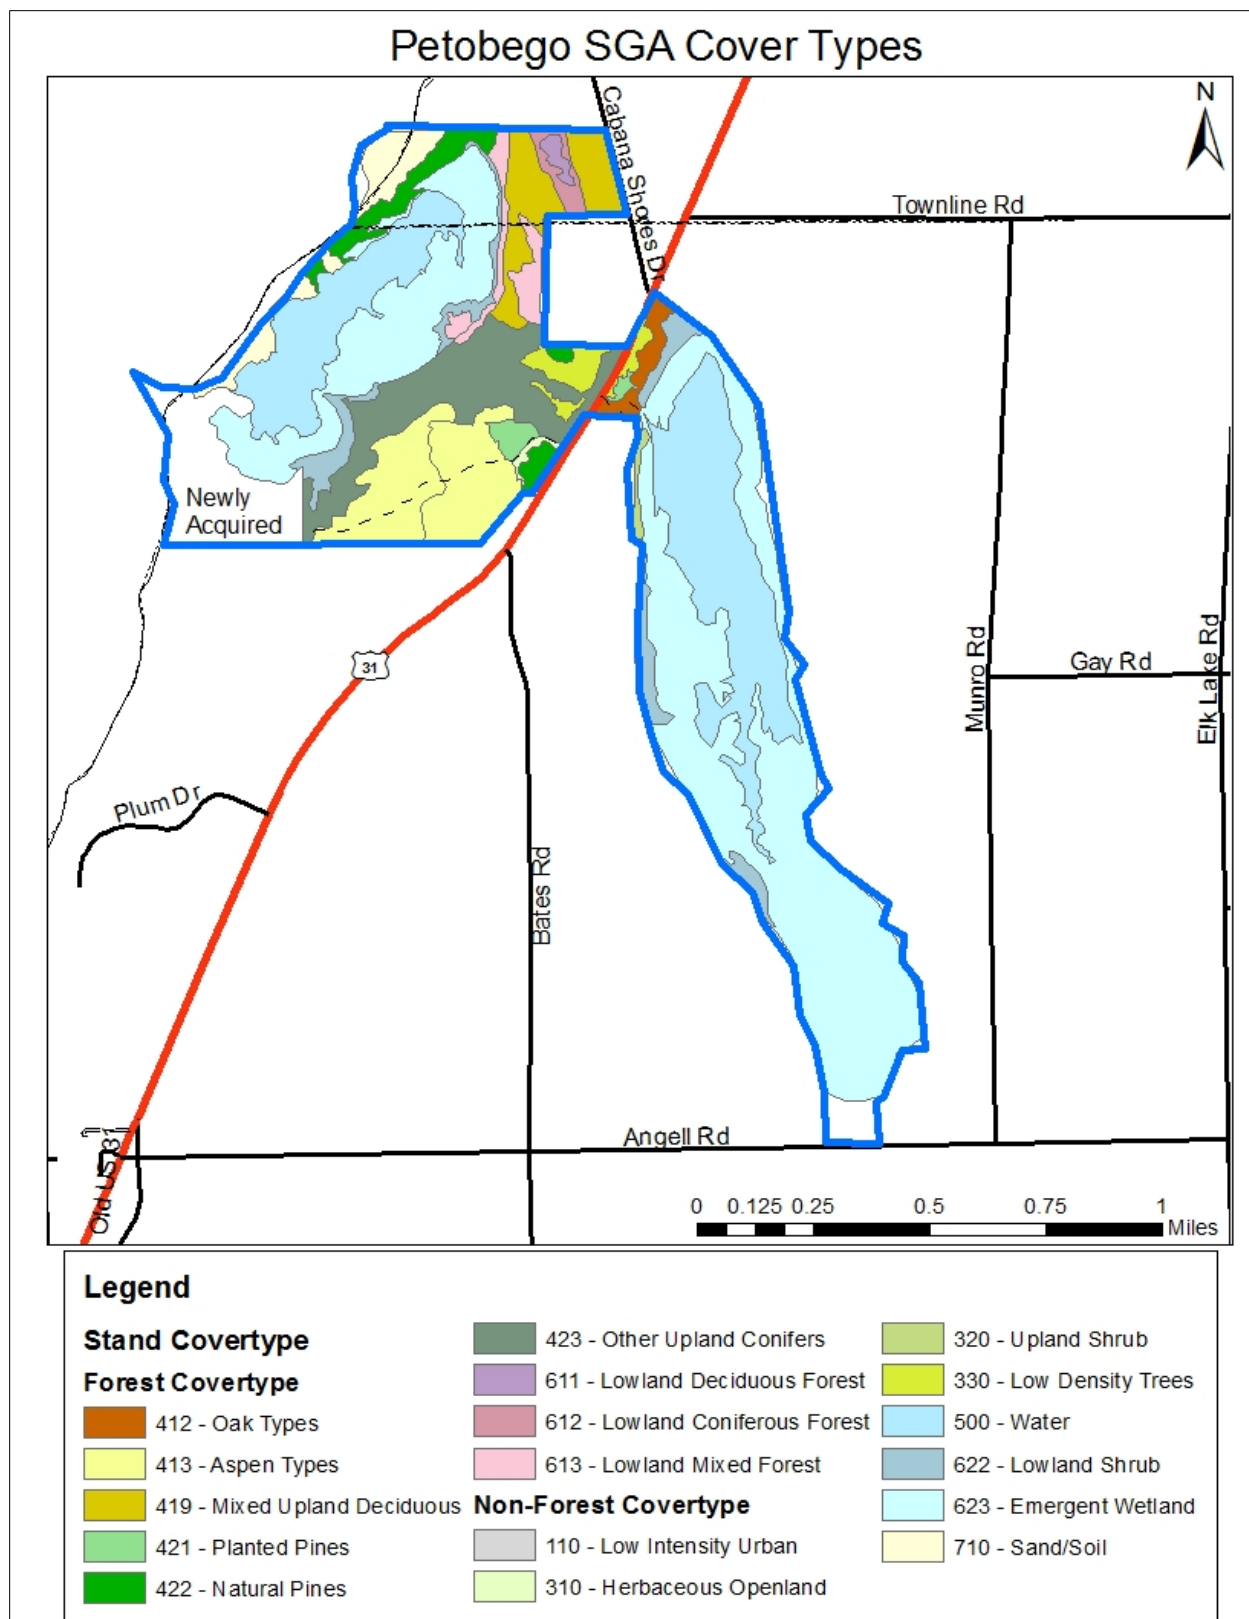 Petobego SGA Cover Types
N
Cabana Shores Dr
Townline Rd
Newly
Acquired
31
Munro Rd
Gay Rd
Elk Lake Rd
Plum Dr
Bates Rd
Angell Rd
Old US 31
0 0.125 0.25 0.5 0.75 1
Miles
Legend
Stand Covertype
Forest Covertype
412 - Oak Types
413 - Aspen Types
419 - Mixed Upland Deciduous
421 - Planted Pines
422 - Natural Pines
423 - Other Upland Conifers
611 - Lowland Deciduous Forest
612 - Lowland Coniferous Forest
613 - Lowland Mixed Forest
Non-Forest Covertype
110 - Low Intensity Urban
310 - Herbaceous Openland
320 - Upland Shrub
330 - Low Density Trees
500 - Water
622 - Lowland Shrub
623 - Emergent Wetland
710 - Sand/Soil